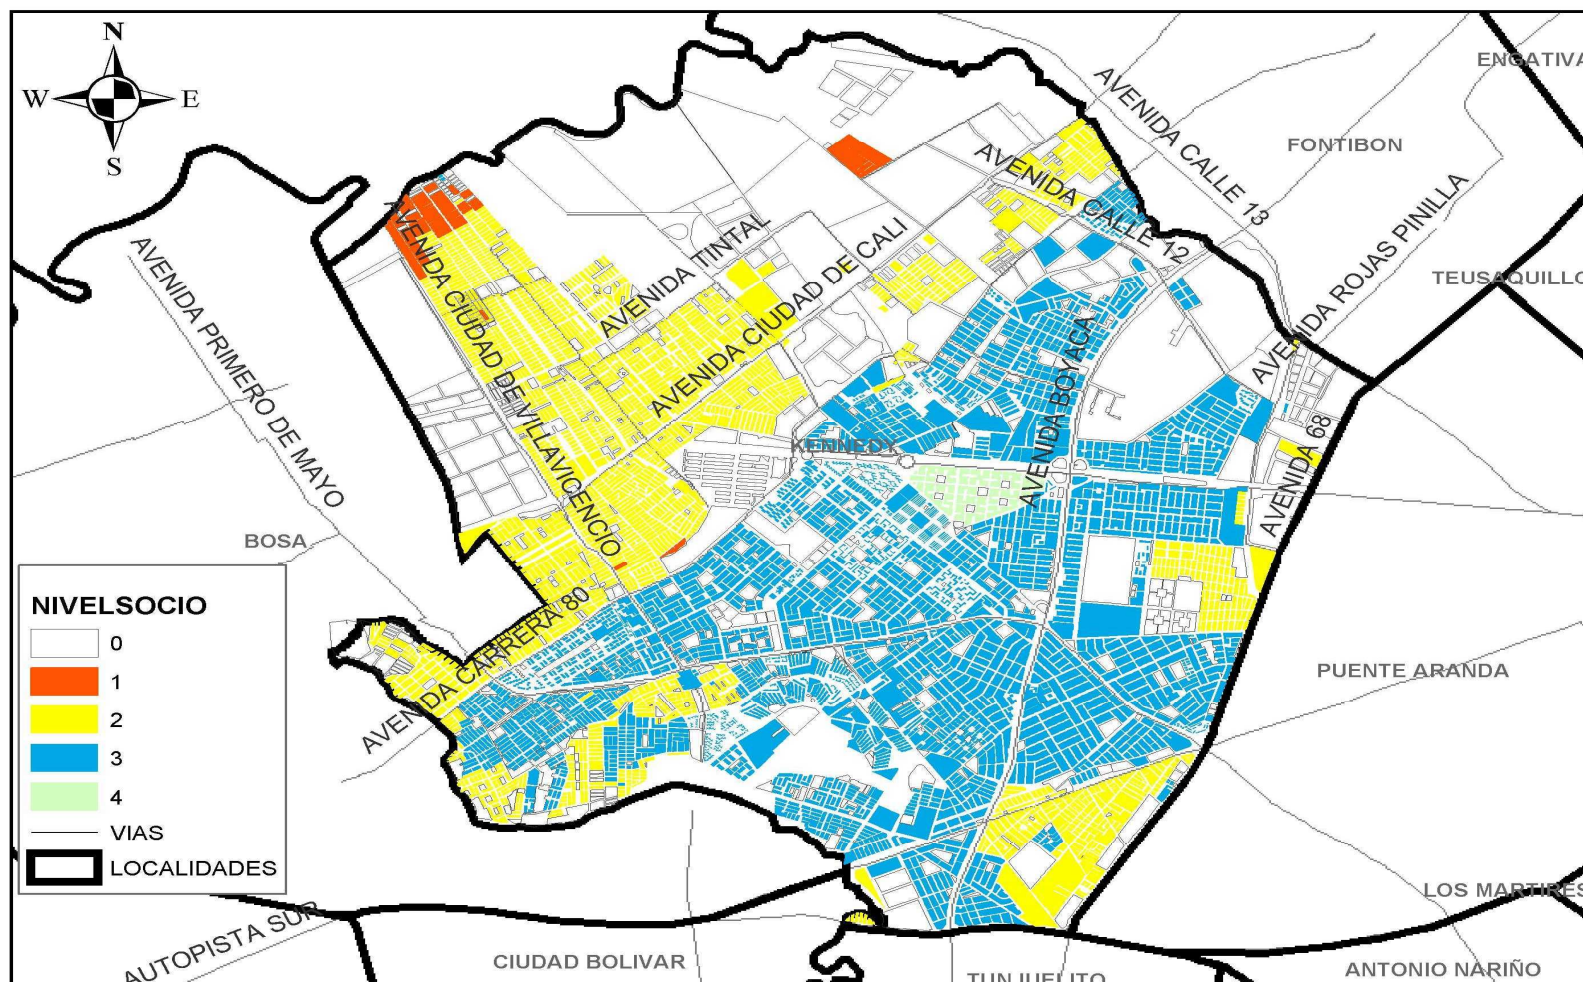 N
W
E
S
ENGATIVA
AVENIDA CALLE 13
FONTIBON
AVENIDA CALLE 12
AVENIDA ROJAS PINILLA
TEUSAQUILLO
AVENIDA CIUDAD DE VILLAVICENCIO
AVENIDA TINTAL
AVENIDA CIUDAD DE CALI
AVENIDA PRIMERO DE MAYO
AVENIDA BOYACA
KENNEDY
AVENIDA 68
BOSA
AVENIDA CARRERA 80
PUENTE ARANDA
NIVELSOCIO
0
1
2
3
4
VIAS
LOCALIDADES
LOS MARTIRES
AUTOPISTA SUR
CIUDAD BOLIVAR
TUNJUELITO
ANTONIO NARIÑO